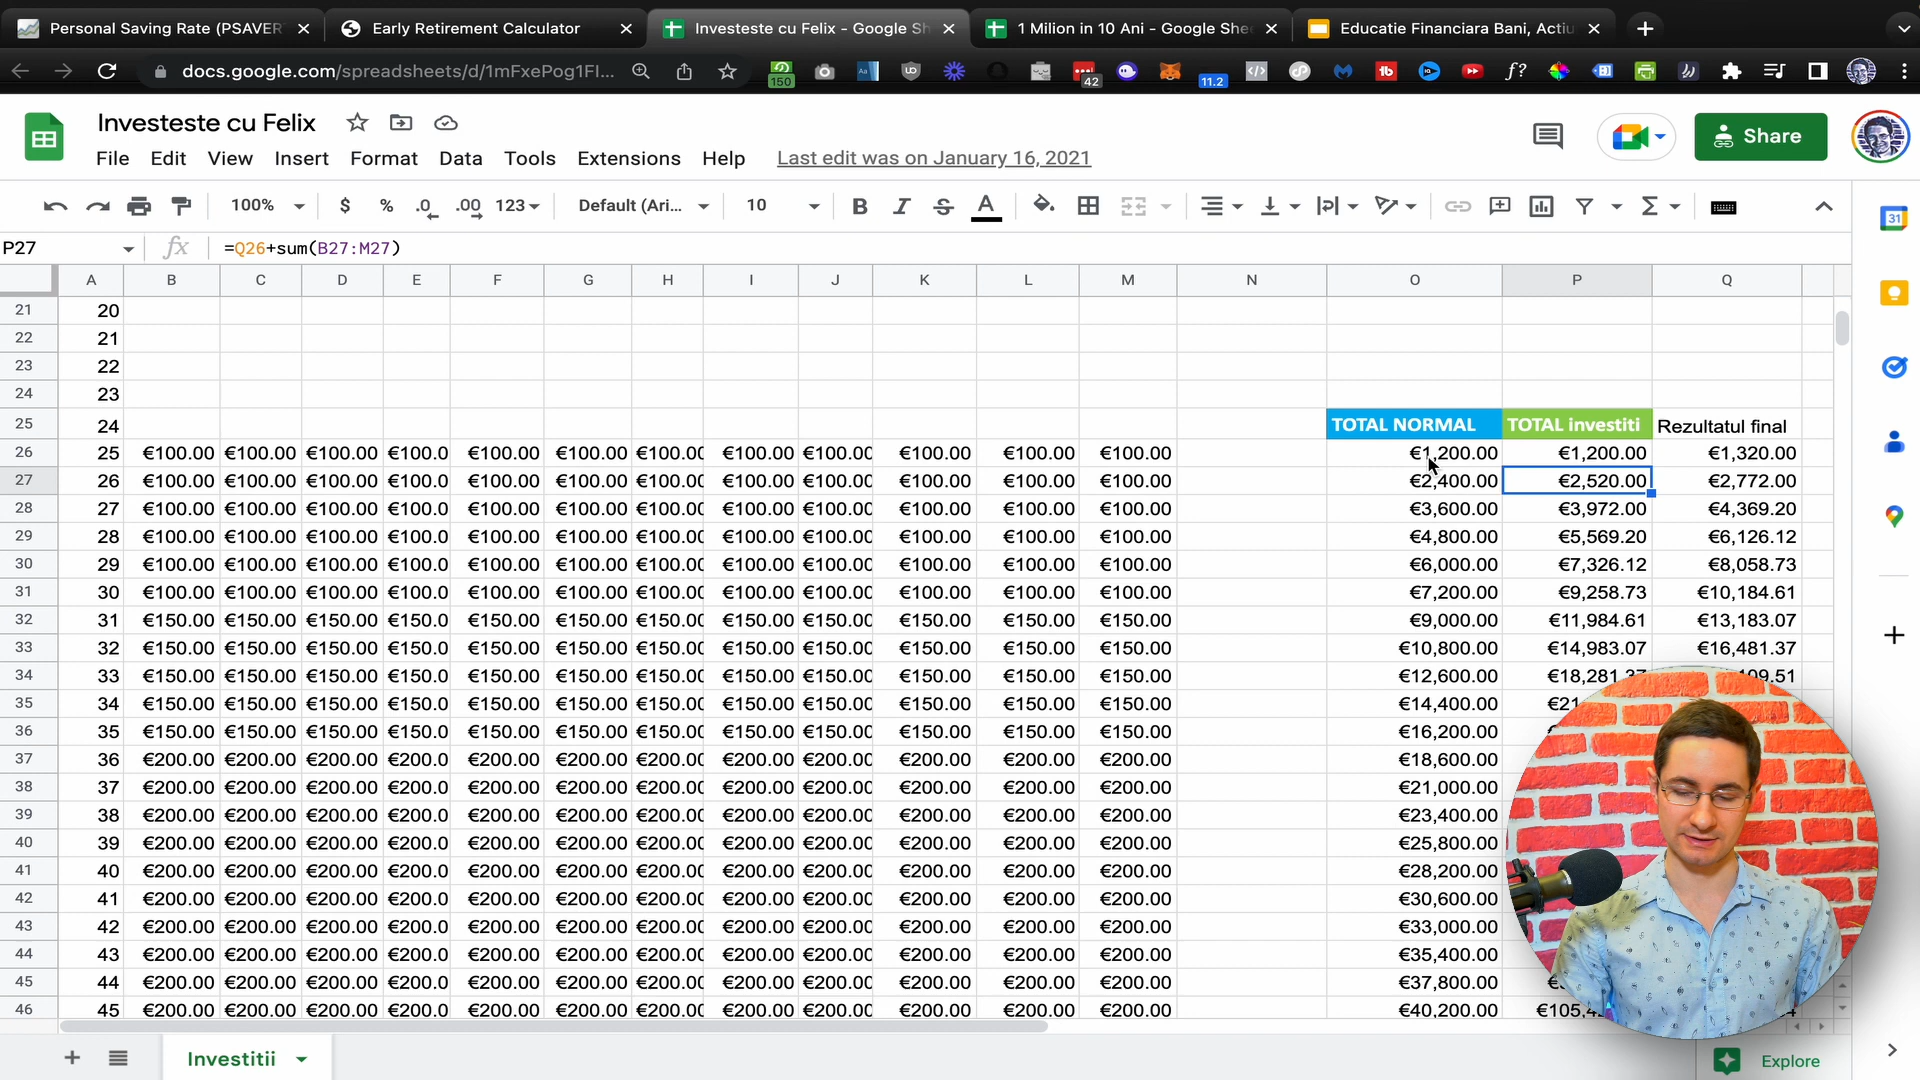 Personal Saving Rate (PSAVER
Early Retirement Calculator
Investeste cu Felix - Google Sh
1 Milion in 10 Ani - Google Shee
Educatie Financiara Bani, Actiu
docs.google.com/spreadsheets/d/1mFxePog1FI...
150
42
11.2
f?
Investeste cu Felix
File Edit View Insert Format Data Tools Extensions Help Last edit was on January 16, 2021
Share
100% $ % .0 .00 123 Default (Ari... 10 B I S A
31
P27 fx =Q26+sum(B27:M27)
A B C D E F G H I J K L M N O P Q
21 20
22 21
23 22
24 23
25 24 TOTAL NORMAL TOTAL investiti Rezultatul final
26 25 €100.00 €100.00 €100.00 €100.0 €100.00 €100.00 €100.00 €100.00 €100.00 €100.00 €100.00 €100.00 €1,200.00 €1,200.00 €1,320.00
27 26 €100.00 €100.00 €100.00 €100.0 €100.00 €100.00 €100.00 €100.00 €100.00 €100.00 €100.00 €100.00 €2,400.00 €2,520.00 €2,772.00
28 27 €100.00 €100.00 €100.00 €100.0 €100.00 €100.00 €100.00 €100.00 €100.00 €100.00 €100.00 €100.00 €3,600.00 €3,972.00 €4,369.20
29 28 €100.00 €100.00 €100.00 €100.0 €100.00 €100.00 €100.00 €100.00 €100.00 €100.00 €100.00 €100.00 €4,800.00 €5,569.20 €6,126.12
30 29 €100.00 €100.00 €100.00 €100.0 €100.00 €100.00 €100.00 €100.00 €100.00 €100.00 €100.00 €100.00 €6,000.00 €7,326.12 €8,058.73
31 30 €100.00 €100.00 €100.00 €100.0 €100.00 €100.00 €100.00 €100.00 €100.00 €100.00 €100.00 €100.00 €7,200.00 €9,258.73 €10,184.61
32 31 €150.00 €150.00 €150.00 €150.0 €150.00 €150.00 €150.00 €150.00 €150.00 €150.00 €150.00 €150.00 €9,000.00 €11,984.61 €13,183.07
33 32 €150.00 €150.00 €150.00 €150.0 €150.00 €150.00 €150.00 €150.00 €150.00 €150.00 €150.00 €150.00 €10,800.00 €14,983.07 €16,481.37
34 33 €150.00 €150.00 €150.00 €150.0 €150.00 €150.00 €150.00 €150.00 €150.00 €150.00 €150.00 €150.00 €12,600.00 €18,281.37 109.51
35 34 €150.00 €150.00 €150.00 €150.0 €150.00 €150.00 €150.00 €150.00 €150.00 €150.00 €150.00 €150.00 €14,400.00 €21
36 35 €150.00 €150.00 €150.00 €150.0 €150.00 €150.00 €150.00 €150.00 €150.00 €150.00 €150.00 €150.00 €16,200.00
37 36 €200.00 €200.00 €200.00 €200.0 €200.00 €200.00 €200.00 €200.00 €200.00 €200.00 €200.00 €200.00 €18,600.00
38 37 €200.00 €200.00 €200.00 €200.0 €200.00 €200.00 €200.00 €200.00 €200.00 €200.00 €200.00 €200.00 €21,000.00
39 38 €200.00 €200.00 €200.00 €200.0 €200.00 €200.00 €200.00 €200.00 €200.00 €200.00 €200.00 €200.00 €23,400.00
40 39 €200.00 €200.00 €200.00 €200.0 €200.00 €200.00 €200.00 €200.00 €200.00 €200.00 €200.00 €200.00 €25,800.00
41 40 €200.00 €200.00 €200.00 €200.0 €200.00 €200.00 €200.00 €200.00 €200.00 €200.00 €200.00 €200.00 €28,200.00
42 41 €200.00 €200.00 €200.00 €200.0 €200.00 €200.00 €200.00 €200.00 €200.00 €200.00 €200.00 €200.00 €30,600.00
43 42 €200.00 €200.00 €200.00 €200.0 €200.00 €200.00 €200.00 €200.00 €200.00 €200.00 €200.00 €200.00 €33,000.00
44 43 €200.00 €200.00 €200.00 €200.0 €200.00 €200.00 €200.00 €200.00 €200.00 €200.00 €200.00 €200.00 €35,400.00
45 44 €200.00 €200.00 €200.00 €200.0 €200.00 €200.00 €200.00 €200.00 €200.00 €200.00 €200.00 €200.00 €37,800.00
46 45 €200.00 €200.00 €200.00 €200.0 €200.00 €200.00 €200.00 €200.00 €200.00 €200.00 €200.00 €200.00 €40,200.00 €105,4
Investitii
Explore